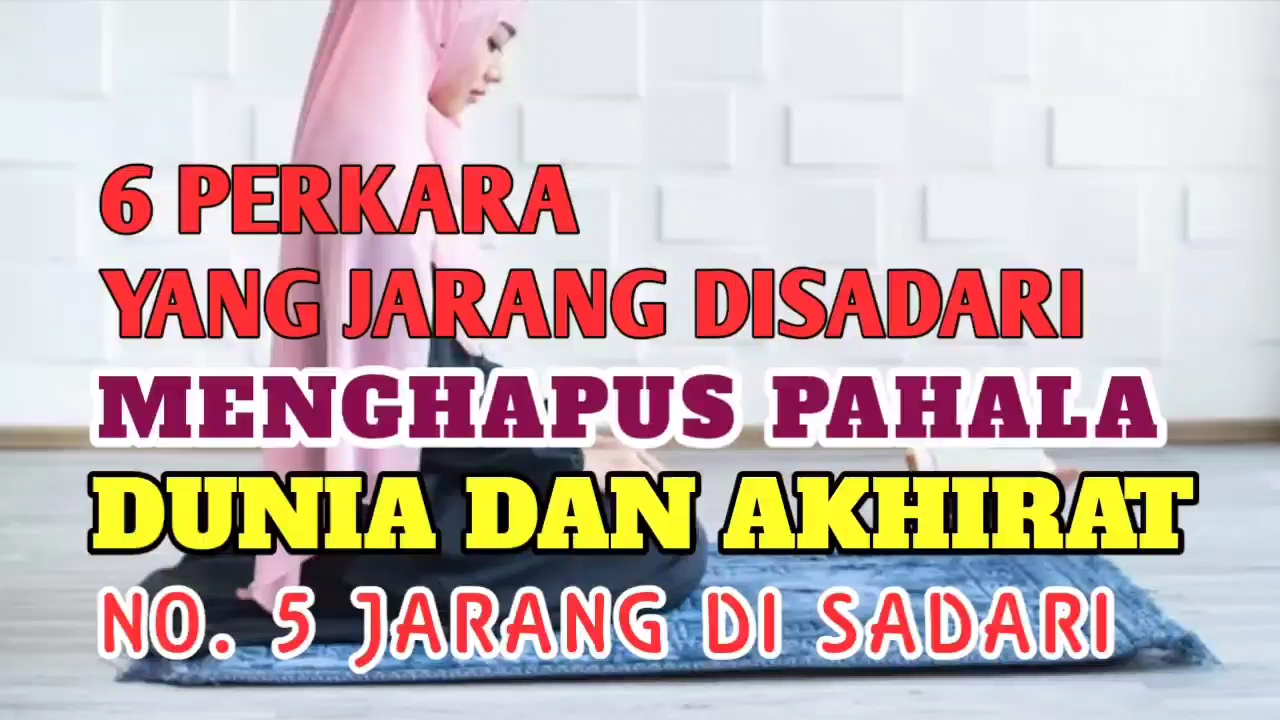 6 PERKARA
YANG JARANG DISADARI
MENGHAPUS PAHALA
DUNIA DAN AKHIRAT
NO. 5 JARANG DI SADARI